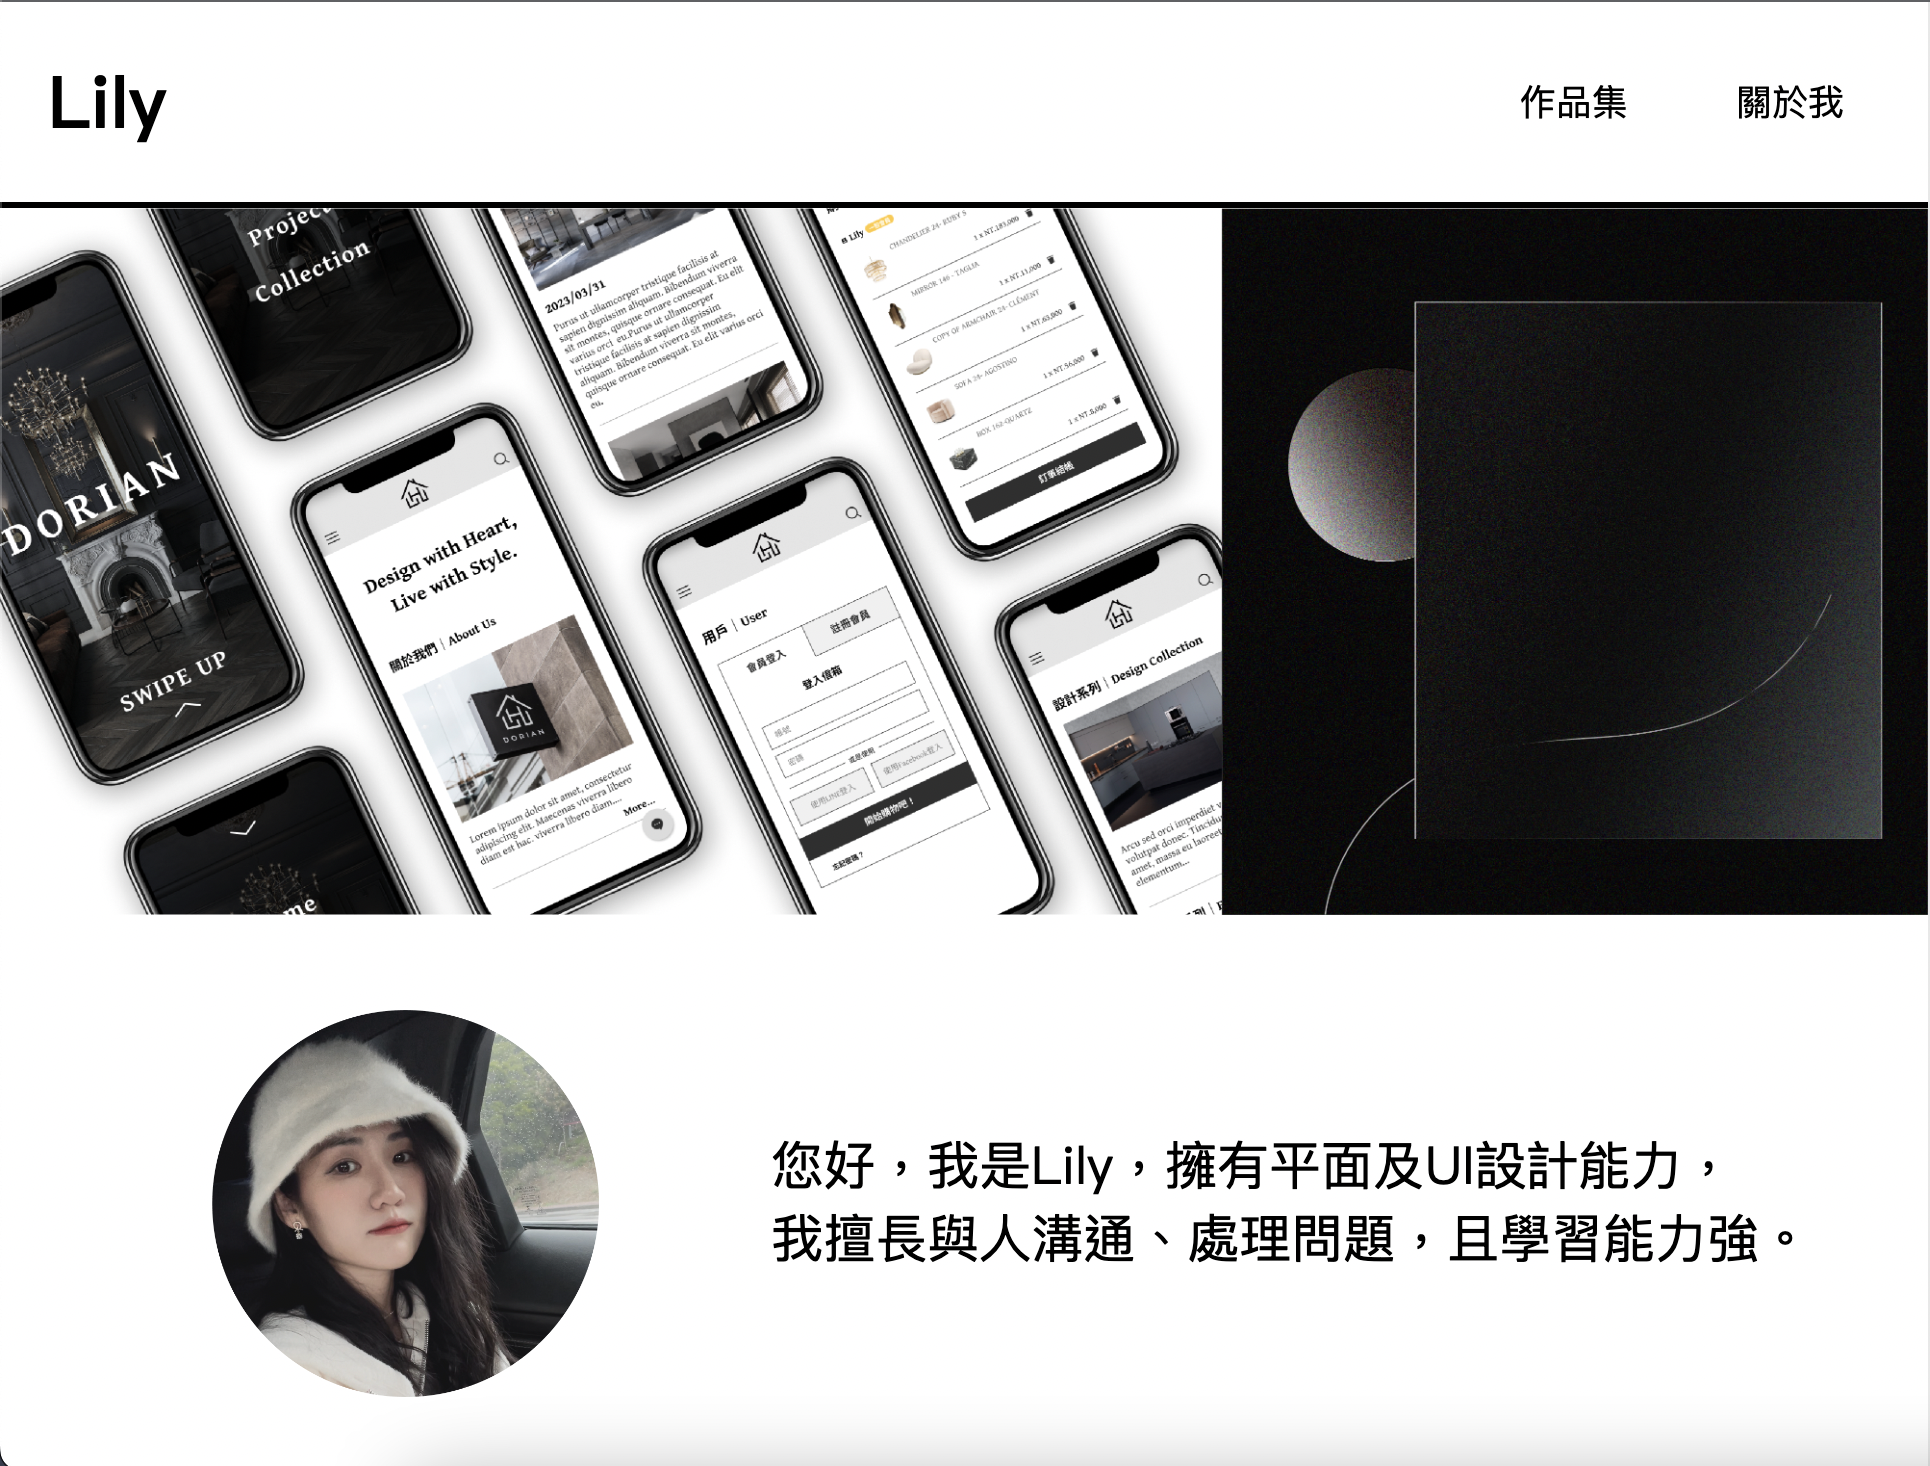 Lily
作品集
關於我
Project
Collection
DORIAN
SWIPE UP
2023/03/31
Purus ut ullamcorper tristique facilisis at
sapien dignissim aliquam. Bibendum viverra
sit montes, quisque ornare consequat. Eu elit
varius orci eu.Purus ut ullamcorper
tristique facilisis at sapien dignissim
aliquam. Bibendum viverra sit montes,
quisque ornare consequat. Eu elit varius orci
eu.
Lily
CHANDELIER 24- RUBY S
1 x NT.183,000
MIRROR 140 - TAGLIA
1 x NT.13,000
COPY OF ARMCHAIR 24- CLÉMENT
1 x NT.63,800
SOFA 28- AGOSTINO
1 x NT.56,000
BOX 162-QUARTZ
1 x NT.8,000
訂單結帳
Design with Heart,
Live with Style.
關於我們｜About Us
DORIAN
Lorem ipsum dolor sit amet, consectetur
adipiscing elit. Maecenas viverra libero
diam est hac. viverra libero diam....
More...
用戶｜User
會員登入
註冊會員
登入信箱
帳號
密碼
或是使用
使用LINE登入
使用Facebook登入
開始購物吧！
忘記密碼？
設計系列｜Design Collection
Arcu sed orci imperdiet v
volutpat donec. Tincidu
amet, massa eu laoreet
elementum...
me
您好，我是Lily，擁有平面及UI設計能力，
我擅長與人溝通、處理問題，且學習能力強。